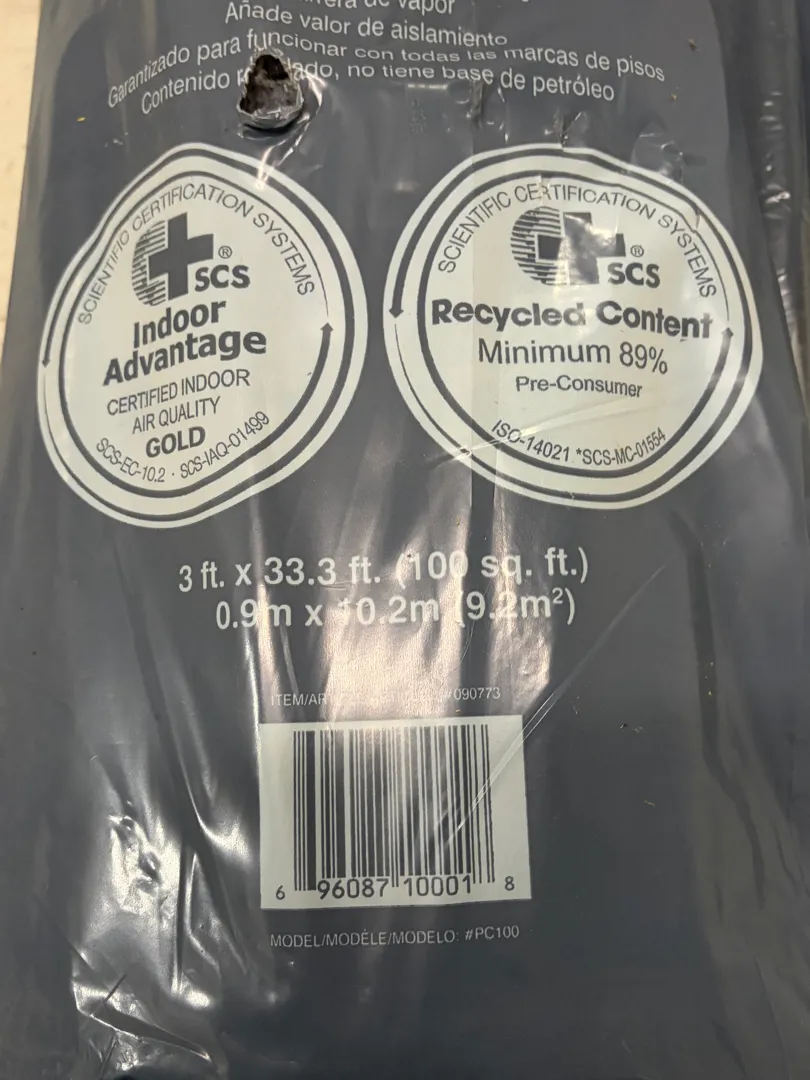 de vapor
Añade valor de aislamiento
Garantizado para funcionar con todas las marcas de pisos
Contenido no tiene base de petróleo
SCIENTIFIC CERTIFICATION SYSTEMS
SCS®
Indoor
Advantage
CERTIFIED INDOOR
AIR QUALITY
GOLD
SCS-EC-10.2 · SCS-IAQ-01499
SCIENTIFIC CERTIFICATION SYSTEMS
SCS®
Recycled Content
Minimum 89%
Pre-Consumer
ISO-14021 *SCS-MC-01554
3 ft. x 33.3 ft. (100 sq. ft.)
0.9m x 10.2m (9.2m²)
#090773
6 96087 10001 8
MODEL/MODÈLE/MODELO: #PC100